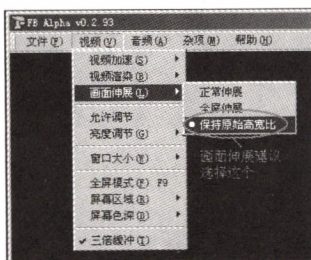 FB Alpha v0.2.93
文件(F) 视频(V) 音频(A) 杂项(M) 帮助(H)
视频加速(S)
视频渲染(R)
画面伸展(L)
正常伸展
全屏伸展
保持原始高宽比
画面伸展建议
选择这个
允许调节
亮度调节(G)
窗口大小(W)
全屏模式(F) F9
屏幕区域(B)
屏幕色深(D)
三倍缓冲(T)